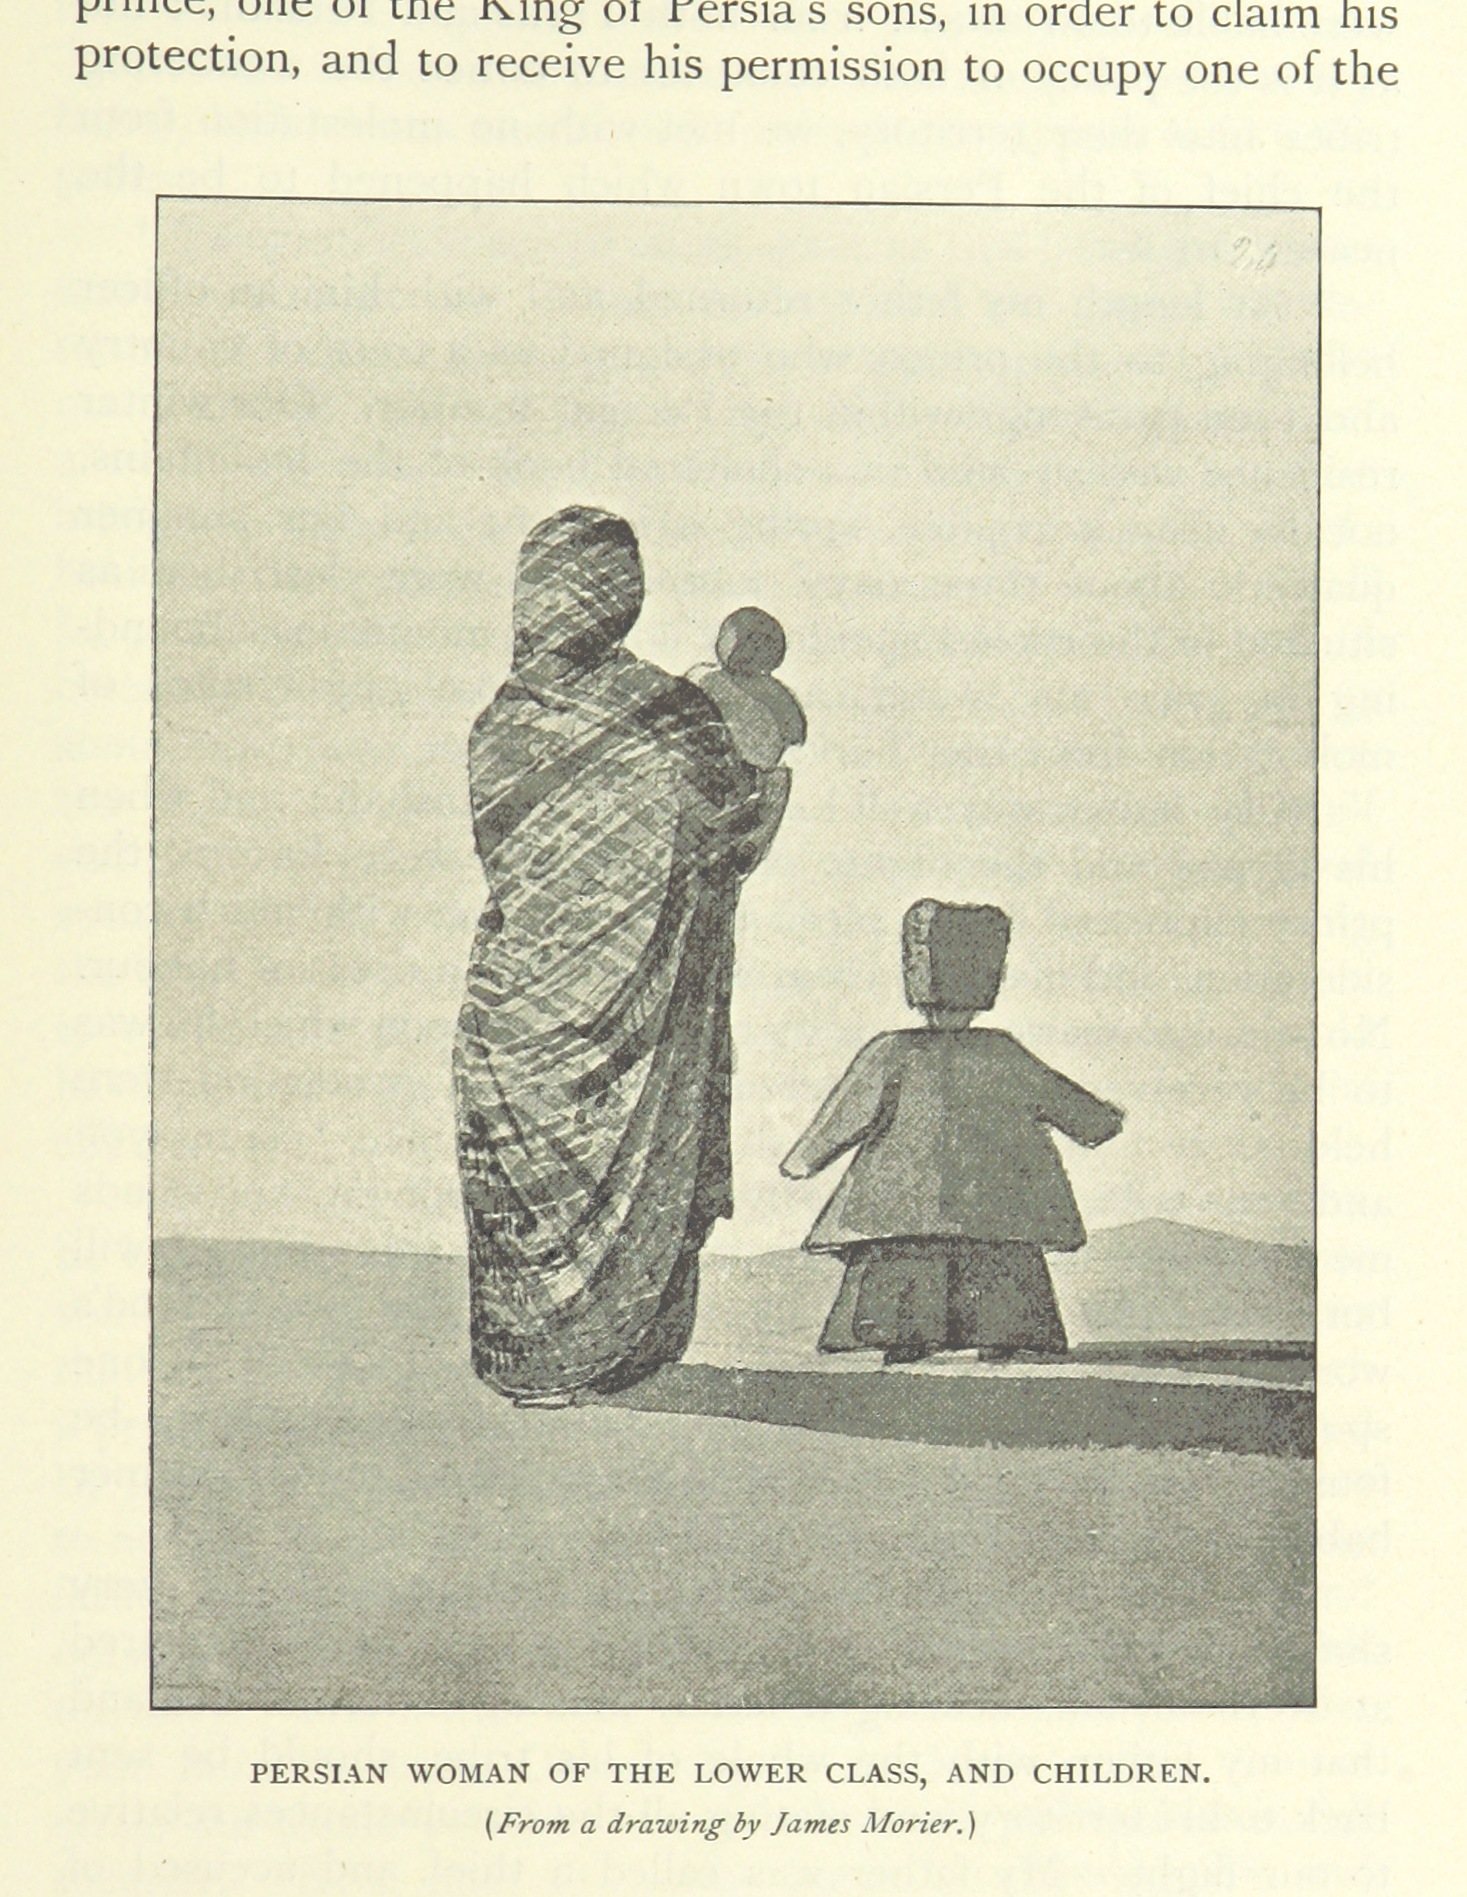 prince, one of the King of Persia's sons, in order to claim his
protection, and to receive his permission to occupy one of the
24
PERSIAN WOMAN OF THE LOWER CLASS, AND CHILDREN.
(From a drawing by James Morier.)